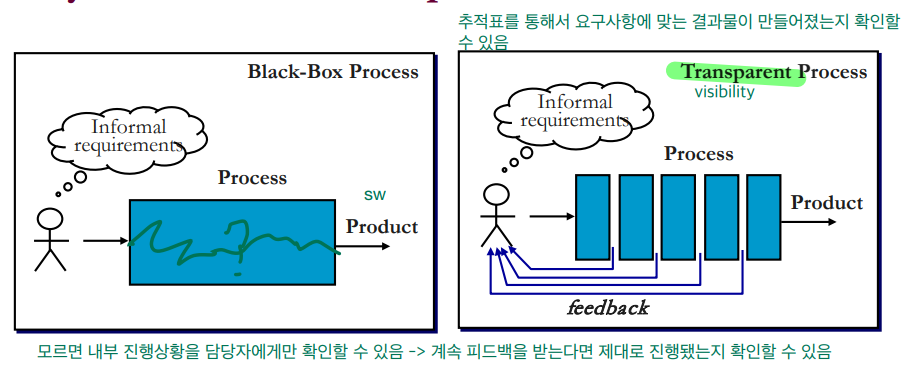 추적표를 통해서 요구사항에 맞는 결과물이 만들어졌는지 확인할
수 있음
Black-Box Process
Informal
requirements
Process
sw
Product
Transparent Process
visibility
Informal
requirements
Process
Product
feedback
모르면 내부 진행상황을 담당자에게만 확인할 수 있음 -> 계속 피드백을 받는다면 제대로 진행됐는지 확인할 수 있음